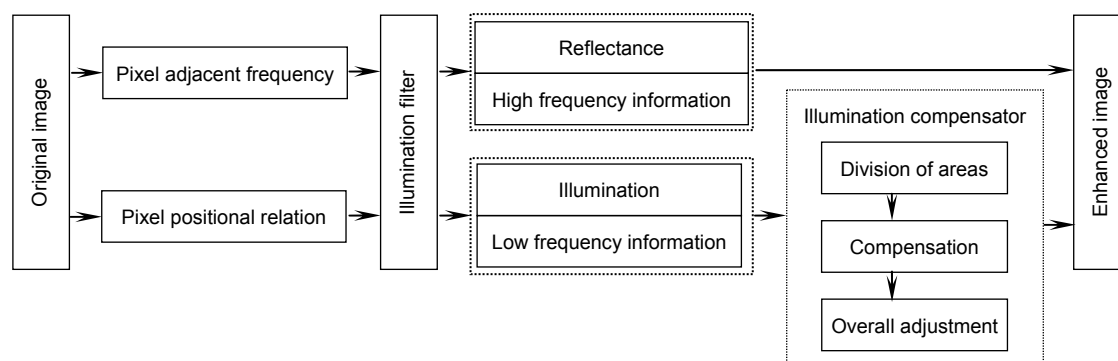 Original image
Pixel adjacent frequency
Pixel positional relation
Illumination filter
Reflectance
High frequency information
Illumination
Low frequency information
Illumination compensator
Division of areas
Compensation
Overall adjustment
Enhanced image